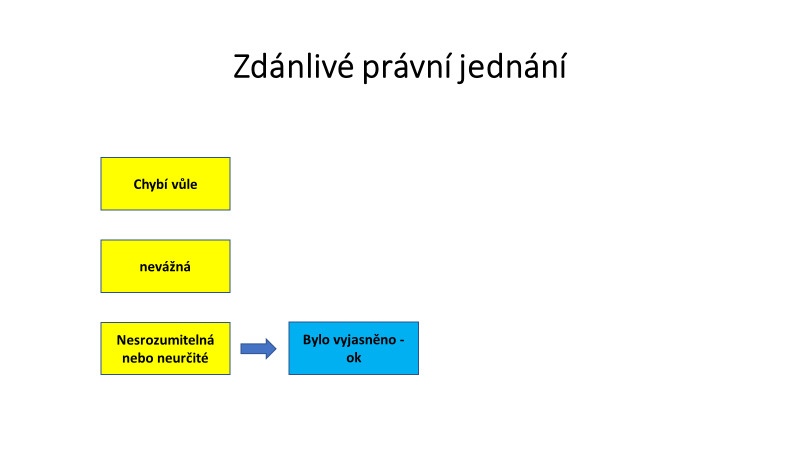 Zdánlivé právní jednání
Chybí vůle
nevážná
Nesrozumitelná
nebo neurčité
Bylo vyjasněno -
ok